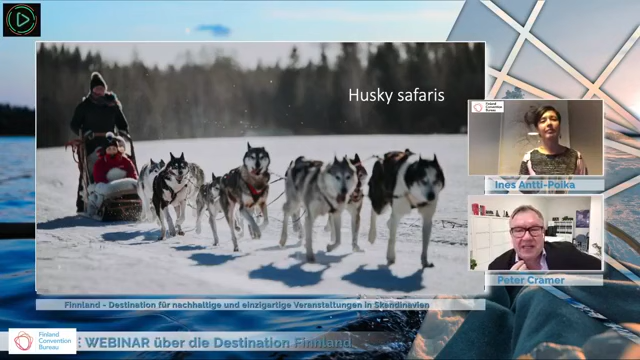 Husky safaris
Finland
Convention
Bureau
Ines Antti-Poika
Peter Cramer
Finnland - Destination für nachhaltige und einzigartige Veranstaltungen in Skandinavien
Finland
Convention
Bureau
E WEBINAR über die Destination Finnland